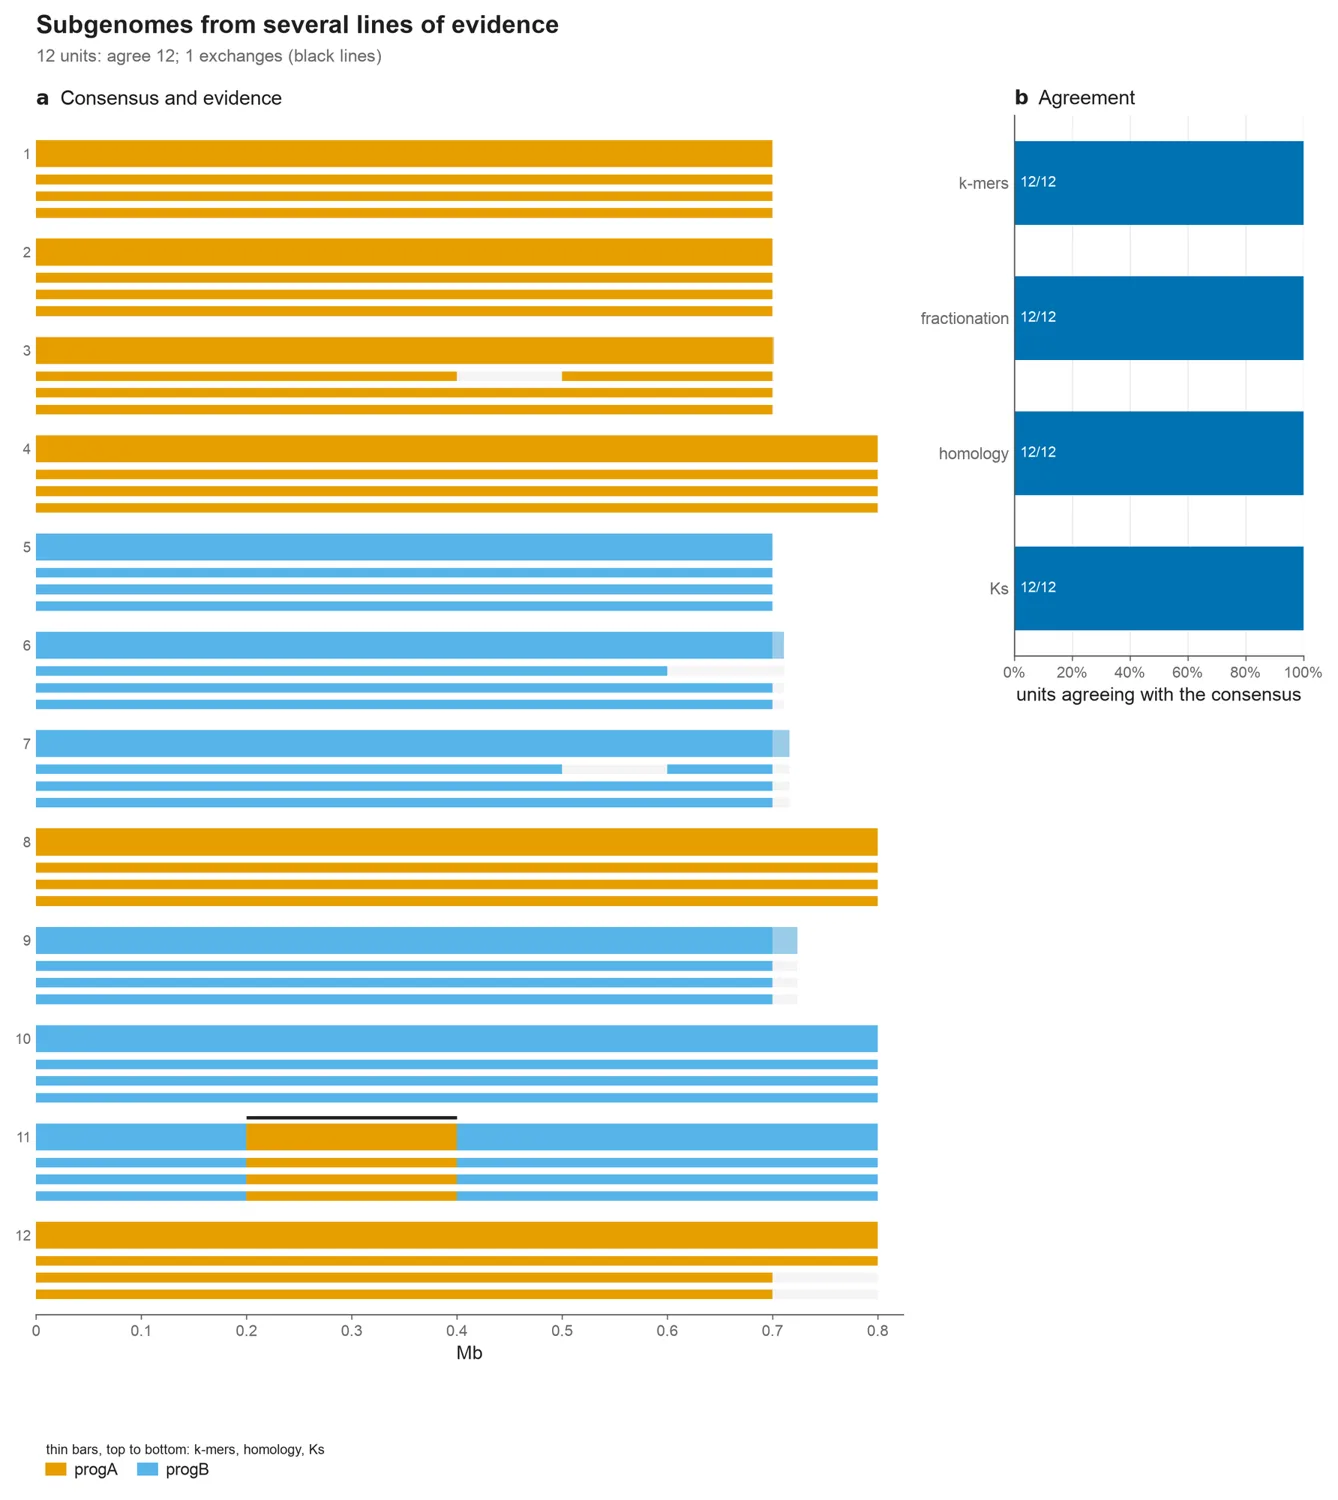 Subgenomes from several lines of evidence
12 units: agree 12; 1 exchanges (black lines)
a Consensus and evidence
1
2
3
4
5
6
7
8
9
10
11
12
0 0.1 0.2 0.3 0.4 0.5 0.6 0.7 0.8
Mb
thin bars, top to bottom: k-mers, homology, Ks
progA progB
b Agreement
k-mers 12/12
fractionation 12/12
homology 12/12
Ks 12/12
0% 20% 40% 60% 80% 100%
units agreeing with the consensus